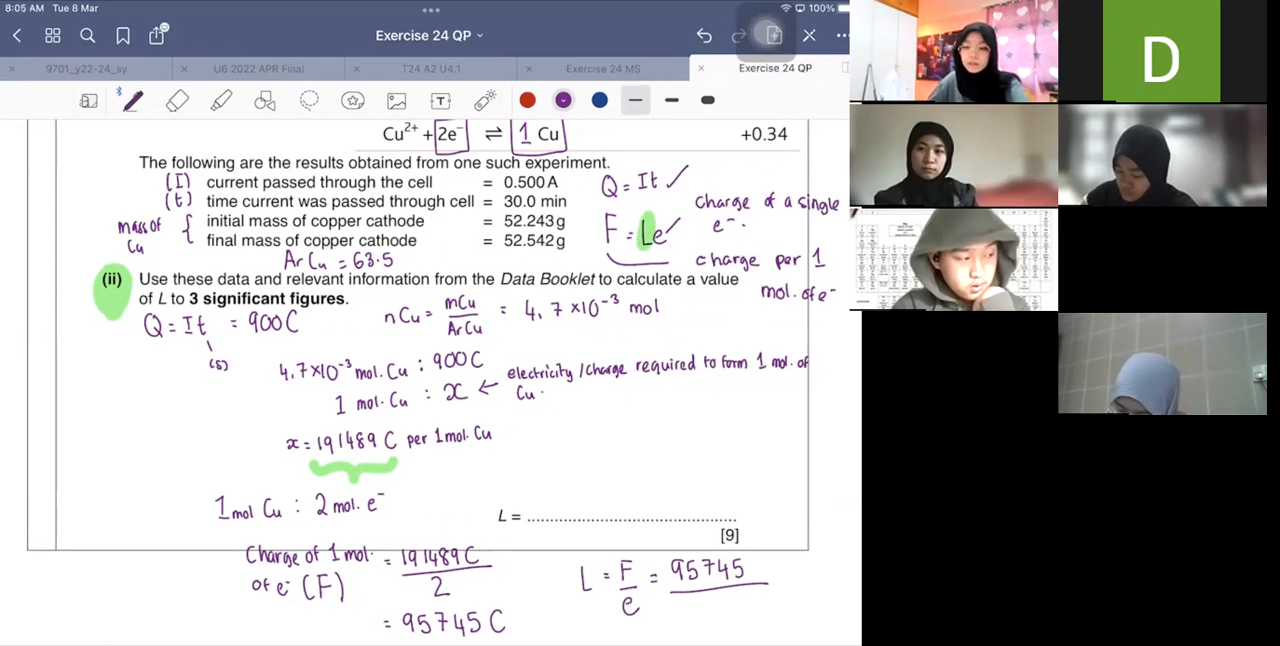 8:05 AM Tue 8 Mar
100%
Exercise 24 QP
9701_y22-24_sy
U6 2022 APR Final
T24 A2 U4.1
Exercise 24 MS
Exercise 24 QP
D
Cu²⁺ + 2e⁻ ⇌ 1 Cu +0.34
The following are the results obtained from one such experiment.
(I) current passed through the cell = 0.500 A
(t) time current was passed through cell = 30.0 min
mass of Cu { initial mass of copper cathode = 52.243 g
final mass of copper cathode = 52.542 g
Ar Cu = 63.5
Q = It ✓
F = Le ✓
charge of a single
e⁻.
charge per 1
mol. of e⁻
(ii) Use these data and relevant information from the Data Booklet to calculate a value
of L to 3 significant figures.
Q = It = 900C
(s)
nCu = mCu / ArCu = 4.7 × 10⁻³ mol
4.7 × 10⁻³ mol. Cu : 900C
1 mol. Cu : x ← electricity / charge required to form 1 mol. of
Cu.
x = 191489 C per 1 mol. Cu
1 mol Cu : 2 mol. e⁻
L = ................................................
[9]
Charge of 1 mol. of e⁻ (F) = 191489 C / 2
= 95745 C
L = F / e = 95745